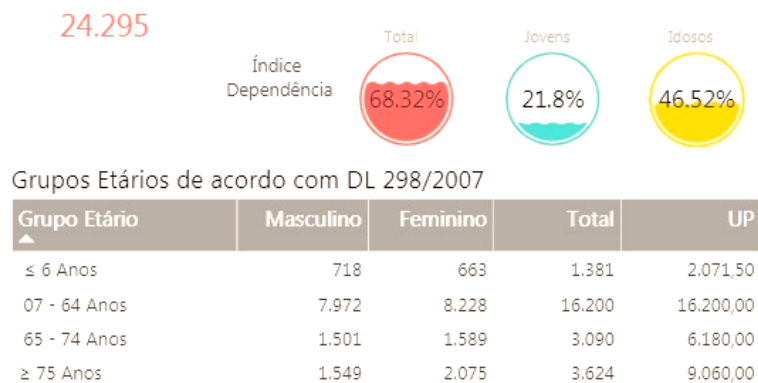 24.295
Total Jovens Idosos
Índice
Dependência
68.32% 21.8% 46.52%
Grupos Etários de acordo com DL 298/2007
Grupo Etário Masculino Feminino Total UP
≤ 6 Anos 718 663 1.381 2.071,50
07 - 64 Anos 7.972 8.228 16.200 16.200,00
65 - 74 Anos 1.501 1.589 3.090 6.180,00
≥ 75 Anos 1.549 2.075 3.624 9.060,00